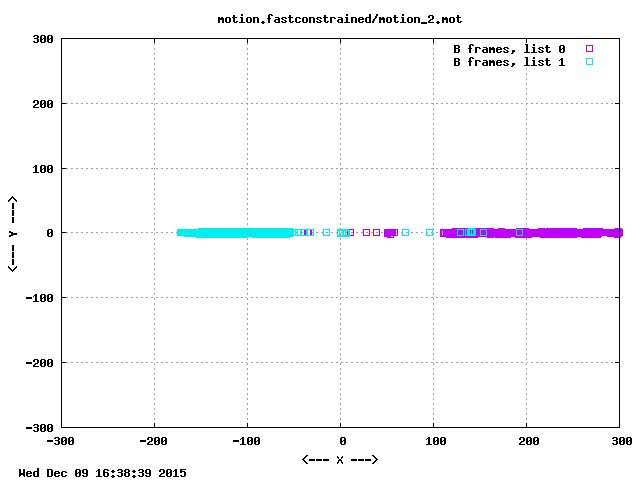 motion.fastconstrained/motion_2.mot
B frames, list 0
B frames, list 1
300
200
100
0
-100
-200
-300
<--- Y --->
-300 -200 -100 0 100 200 300
<--- X --->
Wed Dec 09 16:38:39 2015